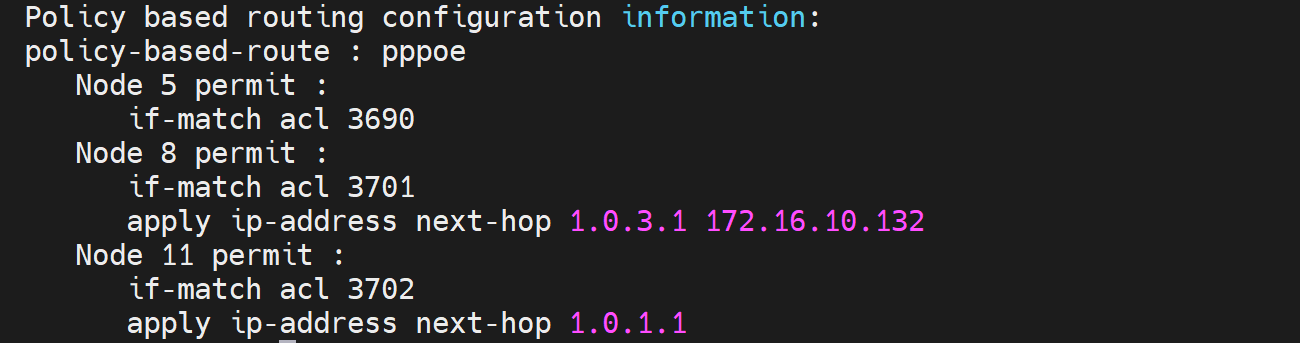 Policy based routing configuration information:
policy-based-route : pppoe
Node 5 permit :
if-match acl 3690
Node 8 permit :
if-match acl 3701
apply ip-address next-hop 1.0.3.1 172.16.10.132
Node 11 permit :
if-match acl 3702
apply ip-address next-hop 1.0.1.1